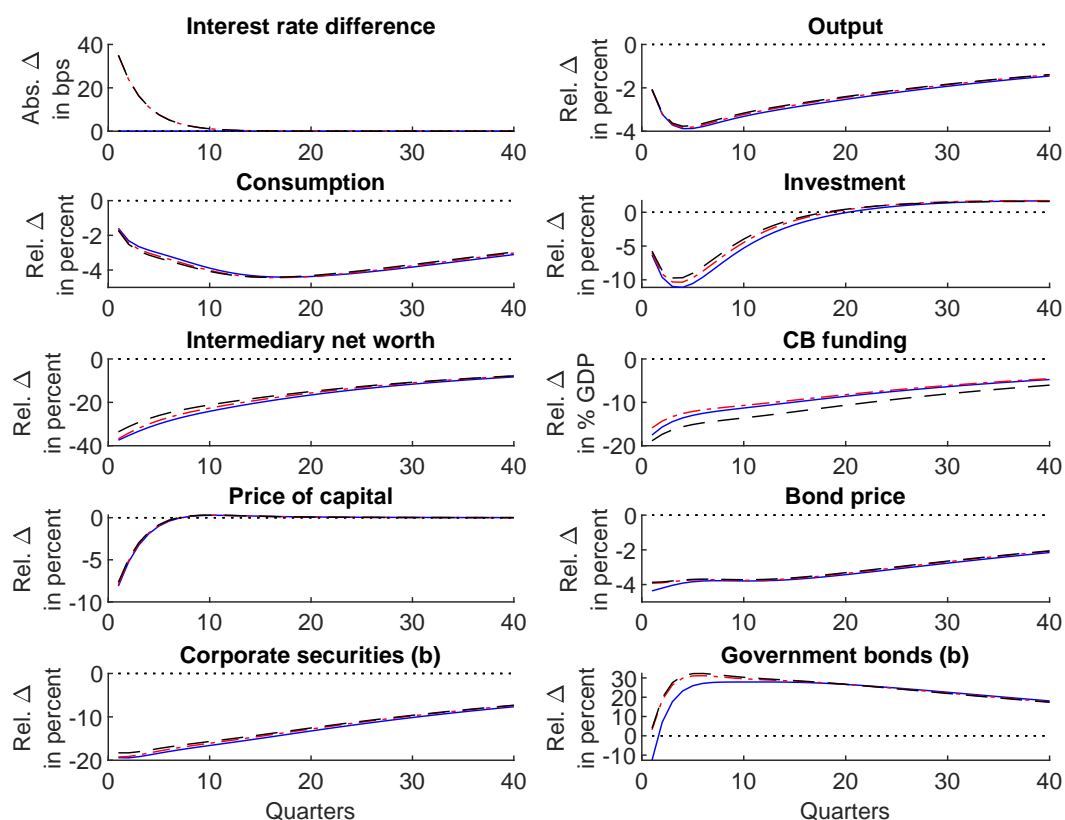 Interest rate difference
Abs. Δ
in bps
40
20
0
0
10
20
30
40
Output
Rel. Δ
in percent
0
-2
-4
0
10
20
30
40
Consumption
Rel. Δ
in percent
0
-2
-4
0
10
20
30
40
Investment
Rel. Δ
in percent
0
-5
-10
0
10
20
30
40
Intermediary net worth
Rel. Δ
in percent
0
-20
-40
0
10
20
30
40
CB funding
Rel. Δ
in % GDP
0
-10
-20
0
10
20
30
40
Price of capital
Rel. Δ
in percent
0
-5
-10
0
10
20
30
40
Bond price
Rel. Δ
in percent
0
-2
-4
0
10
20
30
40
Corporate securities (b)
Rel. Δ
in percent
0
-10
-20
0
10
20
30
40
Quarters
Government bonds (b)
Rel. Δ
in percent
30
20
10
0
-10
0
10
20
30
40
Quarters